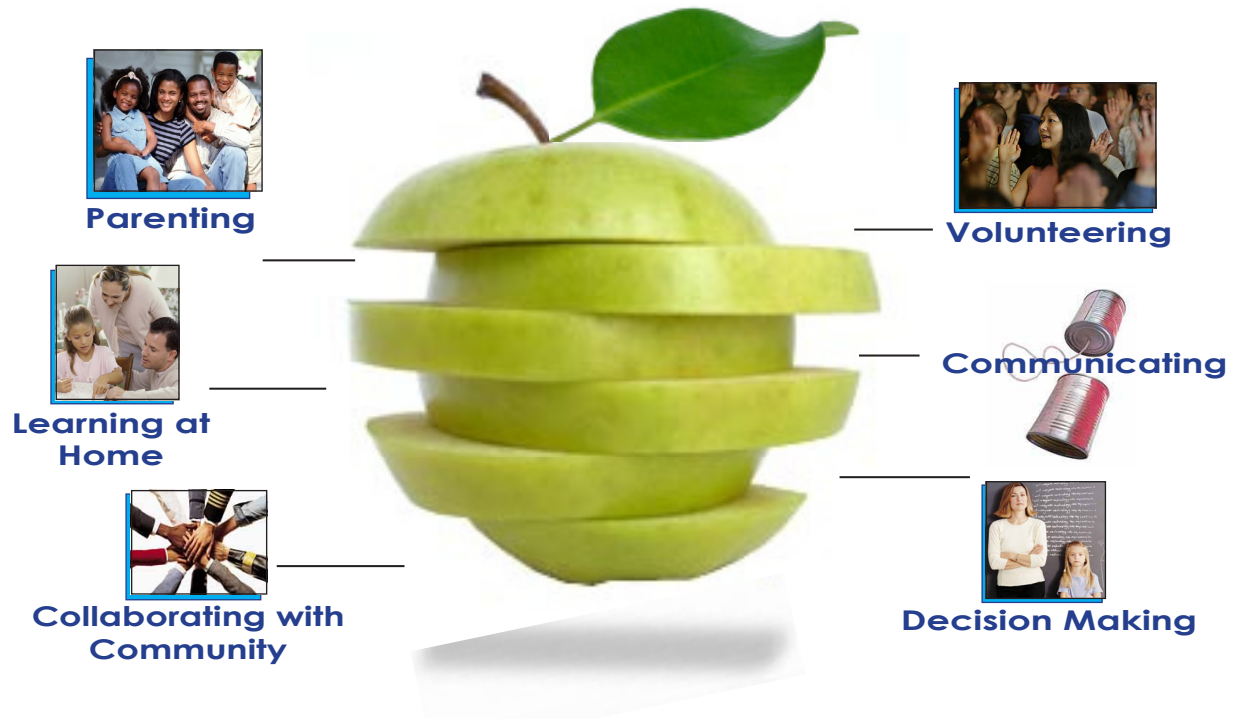 Parenting
Volunteering
Communicating
Learning at
Home
Collaborating with
Community
Decision Making